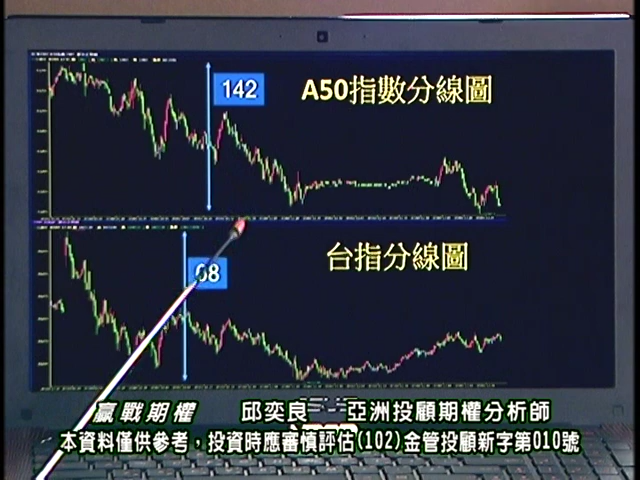 142
A50指數分線圖
台指分線圖
68
贏戰期權 邱奕良 亞洲投顧期權分析師
本資料僅供參考，投資時應審慎評估(102)金管投顧新字第010號